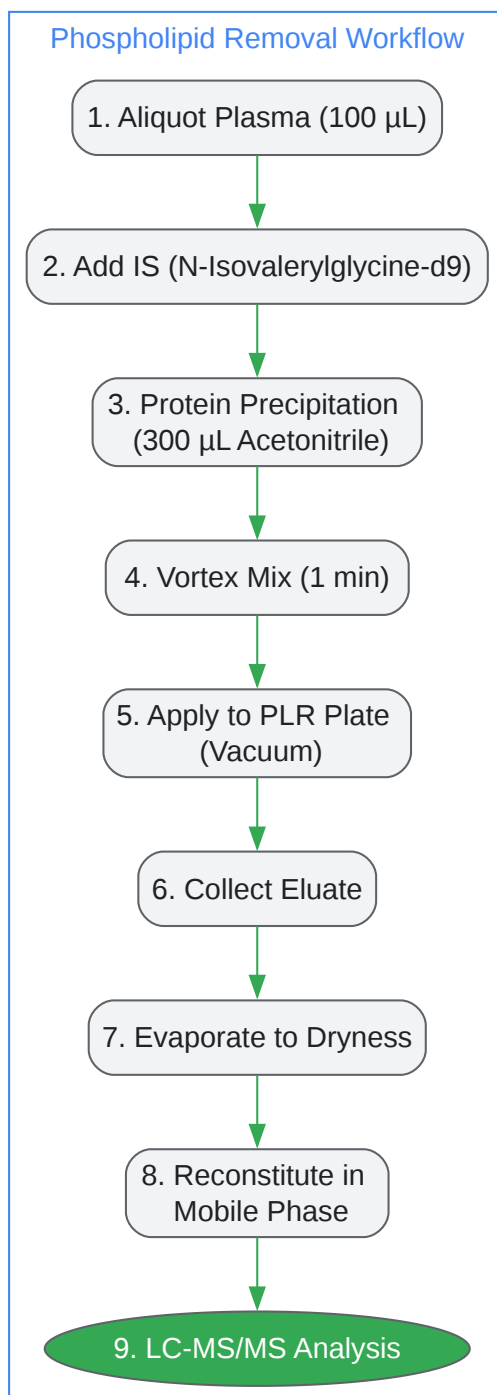 Phospholipid Removal Workflow
1. Aliquot Plasma (100 µL)
2. Add IS (N-Isovalerylglycine-d9)
3. Protein Precipitation
(300 µL Acetonitrile)
4. Vortex Mix (1 min)
5. Apply to PLR Plate
(Vacuum)
6. Collect Eluate
7. Evaporate to Dryness
8. Reconstitute in
Mobile Phase
9. LC-MS/MS Analysis